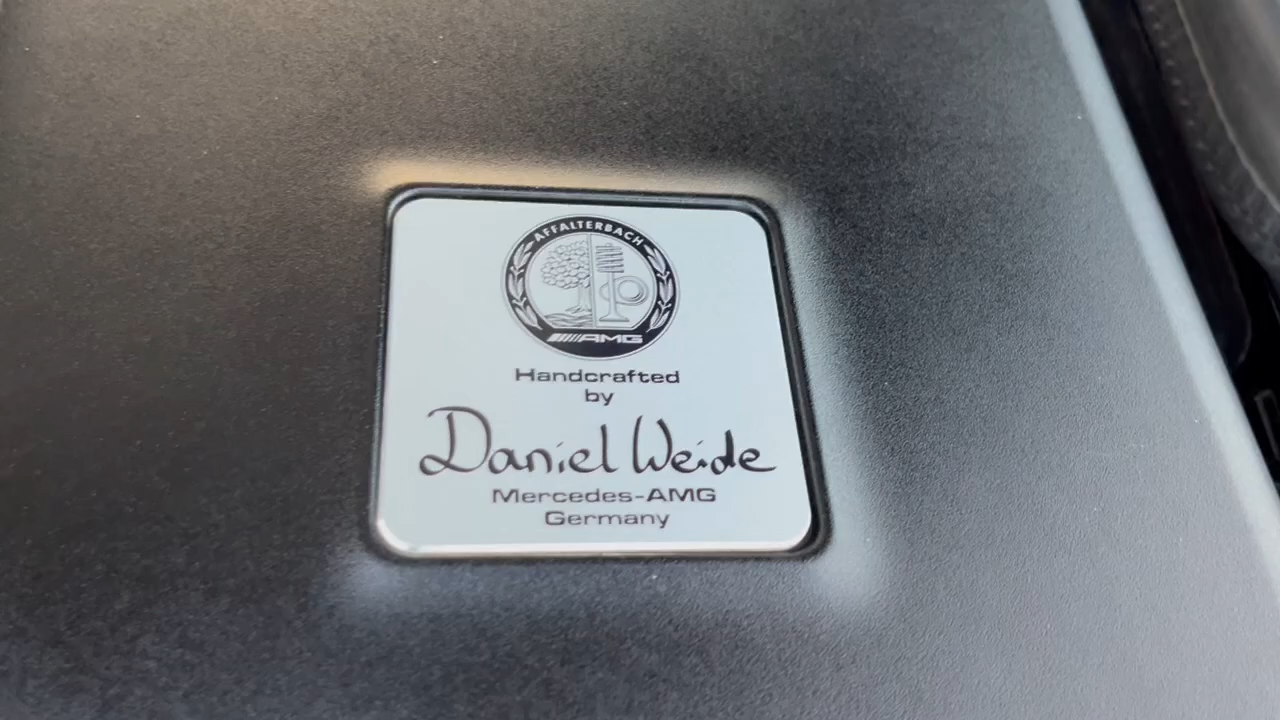 AFFALTERBACH
AMG
Handcrafted
by
Daniel Weide
Mercedes-AMG
Germany